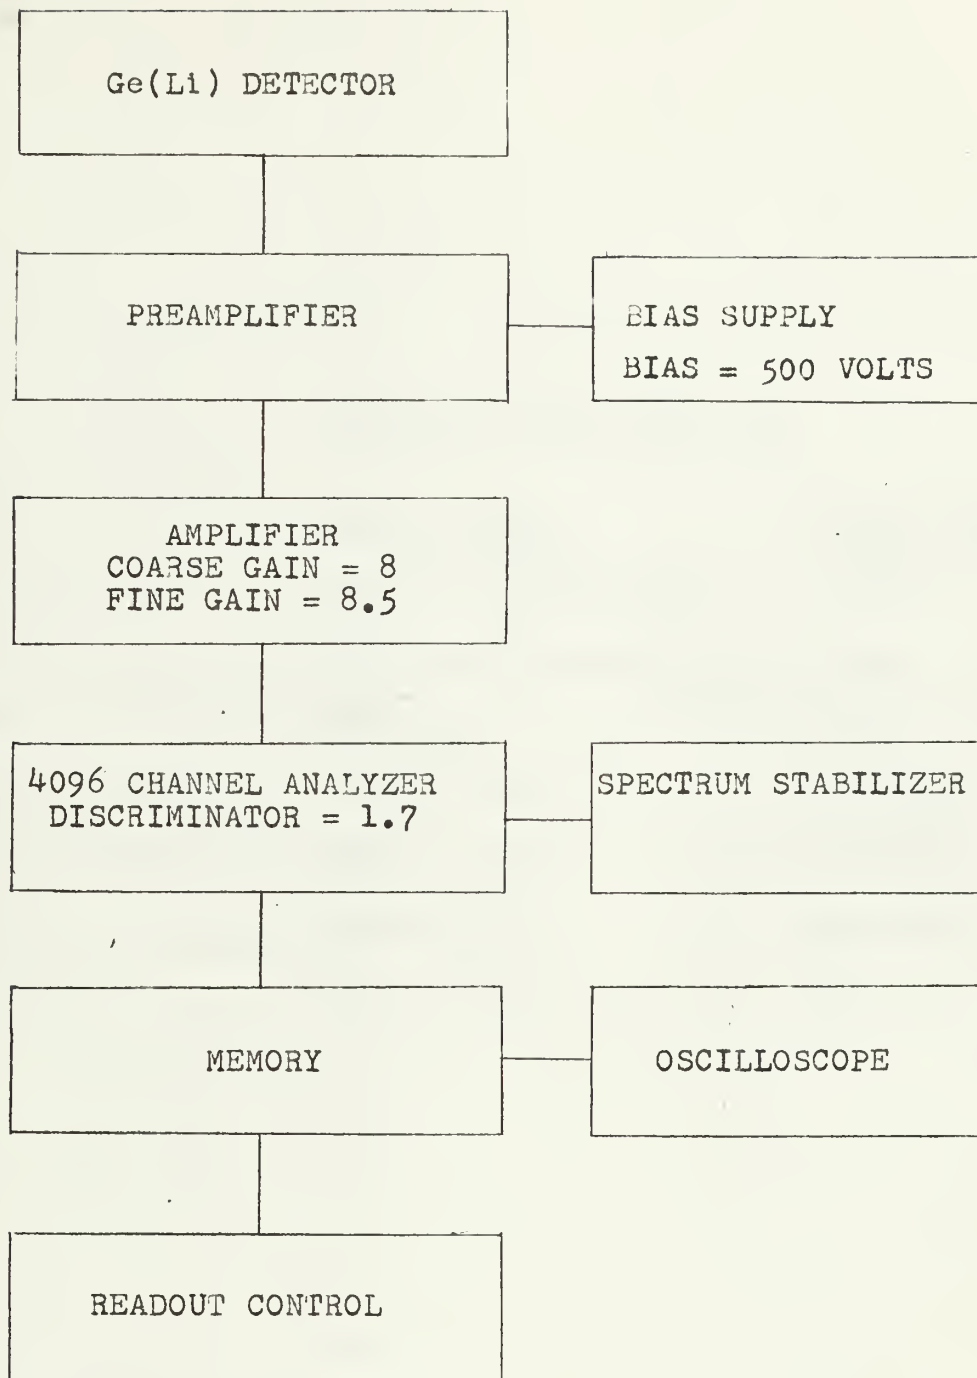 Ge(Li) DETECTOR
PREAMPLIFIER
BIAS SUPPLY
BIAS = 500 VOLTS
AMPLIFIER
COARSE GAIN = 8
FINE GAIN = 8.5
4096 CHANNEL ANALYZER
DISCRIMINATOR = 1.7
SPECTRUM STABILIZER
MEMORY
OSCILLOSCOPE
READOUT CONTROL